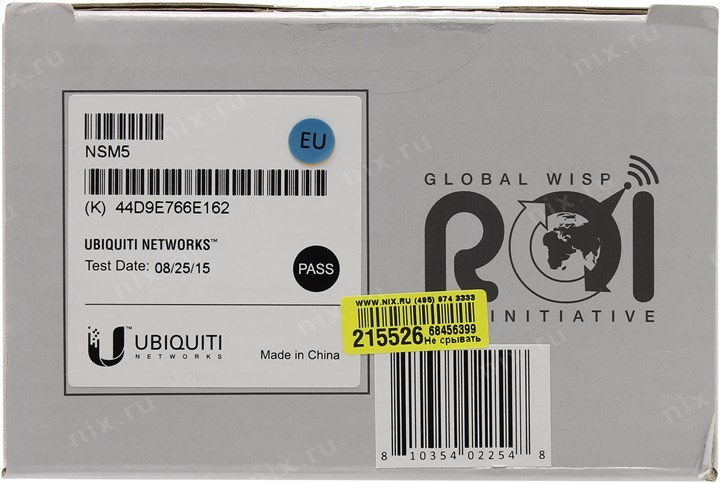 NSM5
EU
(K) 44D9E766E162
UBIQUITI NETWORKS™
Test Date: 08/25/15
PASS
UBIQUITI™
NETWORKS
Made in China
GLOBAL WISP
ROI
INITIATIVE
WWW.NIX.RU (495) 974 3333
215526
68456399
Не срывать
8 10354 02254 8
nix.ru